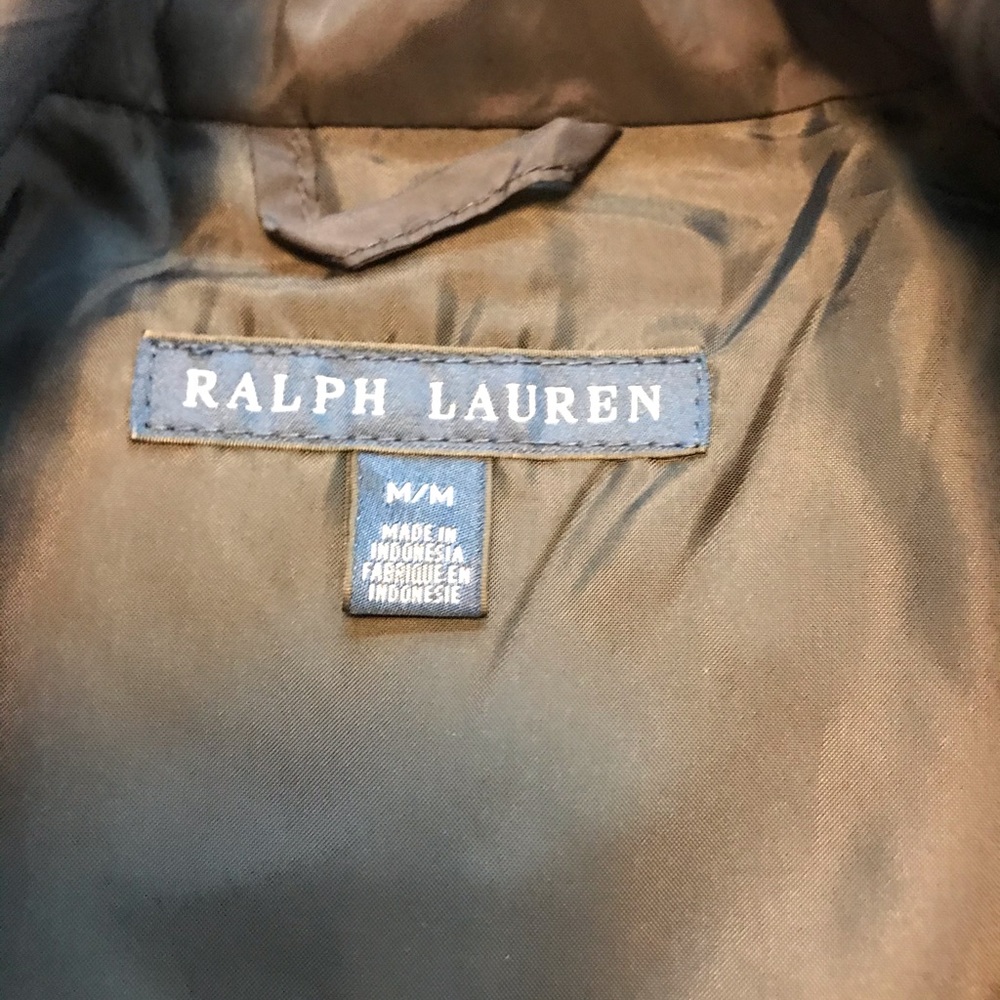 RALPH LAUREN
M/M
MADE IN
INDONESIA
FABRIQUE EN
INDONESIE